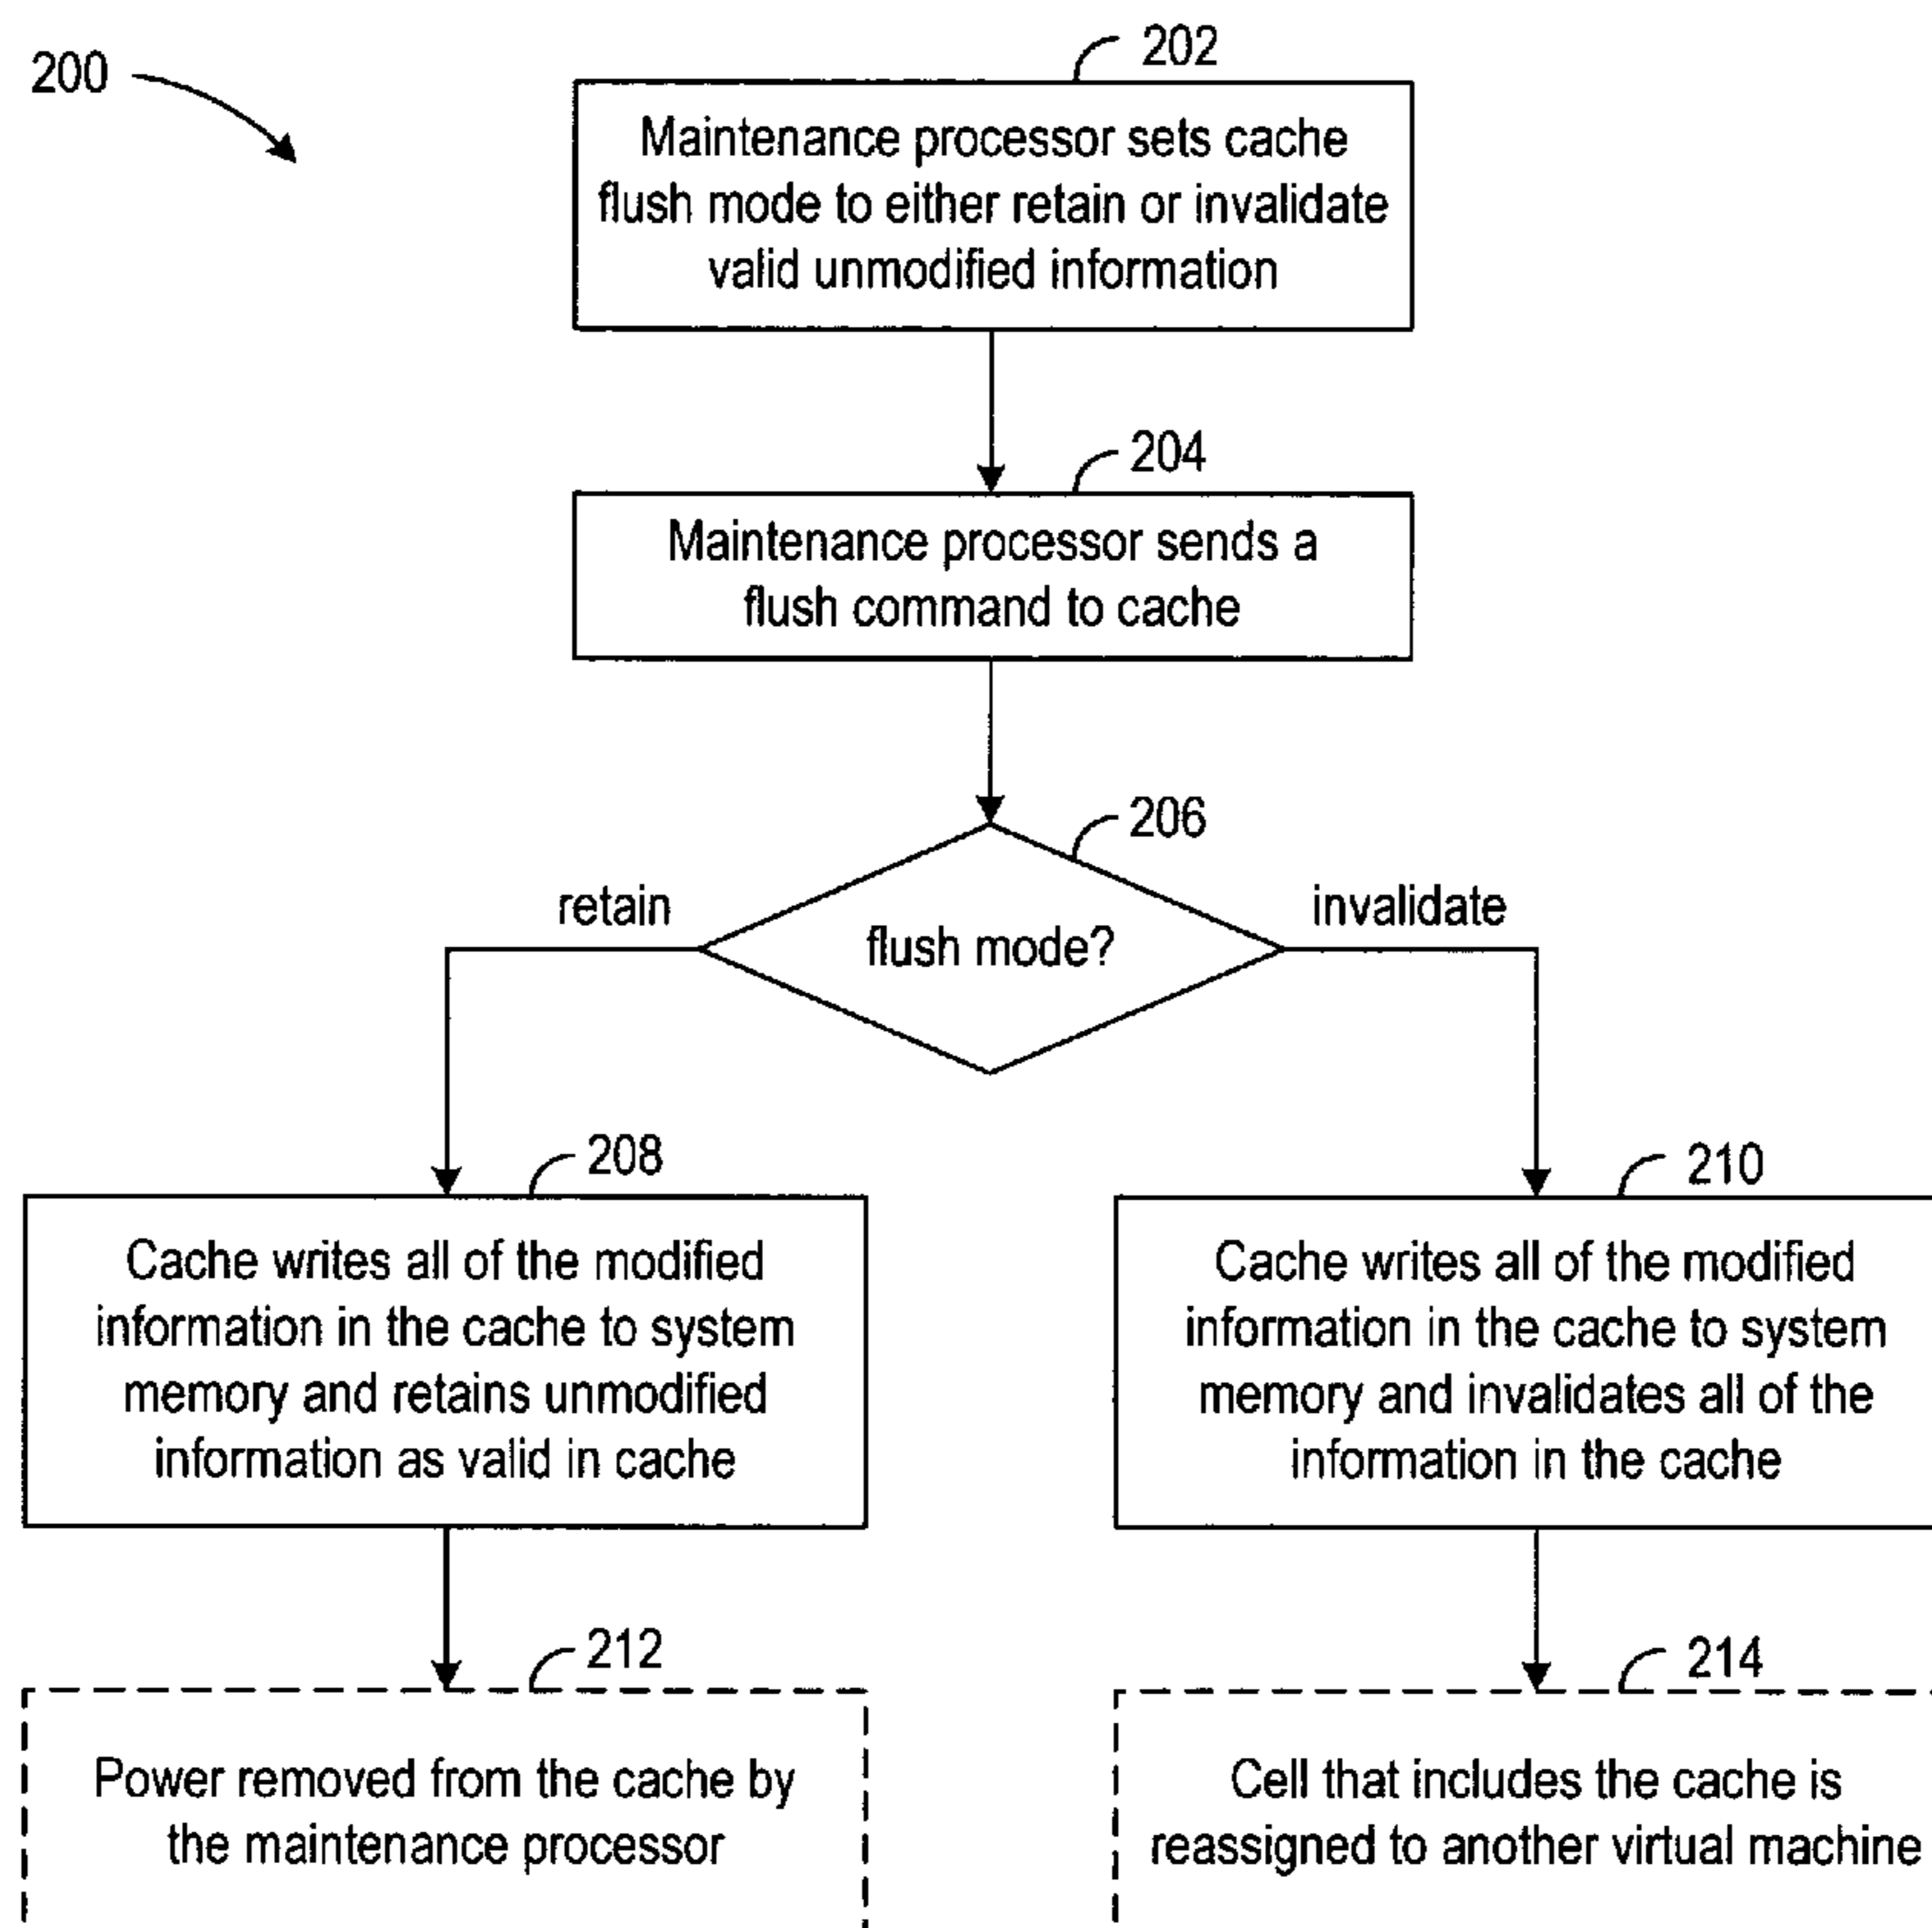 200
202
Maintenance processor sets cache
flush mode to either retain or invalidate
valid unmodified information
204
Maintenance processor sends a
flush command to cache
206
flush mode?
retain
invalidate
208
Cache writes all of the modified
information in the cache to system
memory and retains unmodified
information as valid in cache
210
Cache writes all of the modified
information in the cache to system
memory and invalidates all of the
information in the cache
212
Power removed from the cache by
the maintenance processor
214
Cell that includes the cache is
reassigned to another virtual machine